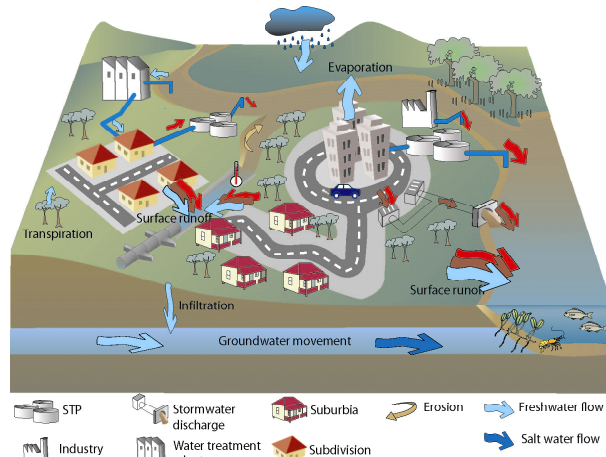 Evaporation
Surface runoff
Transpiration
Infiltration
Surface runof
Groundwater movement
STP
Stormwater
discharge
Suburbia
Erosion
Freshwater flow
Industry
Water treatment
Subdivision
Salt water flow